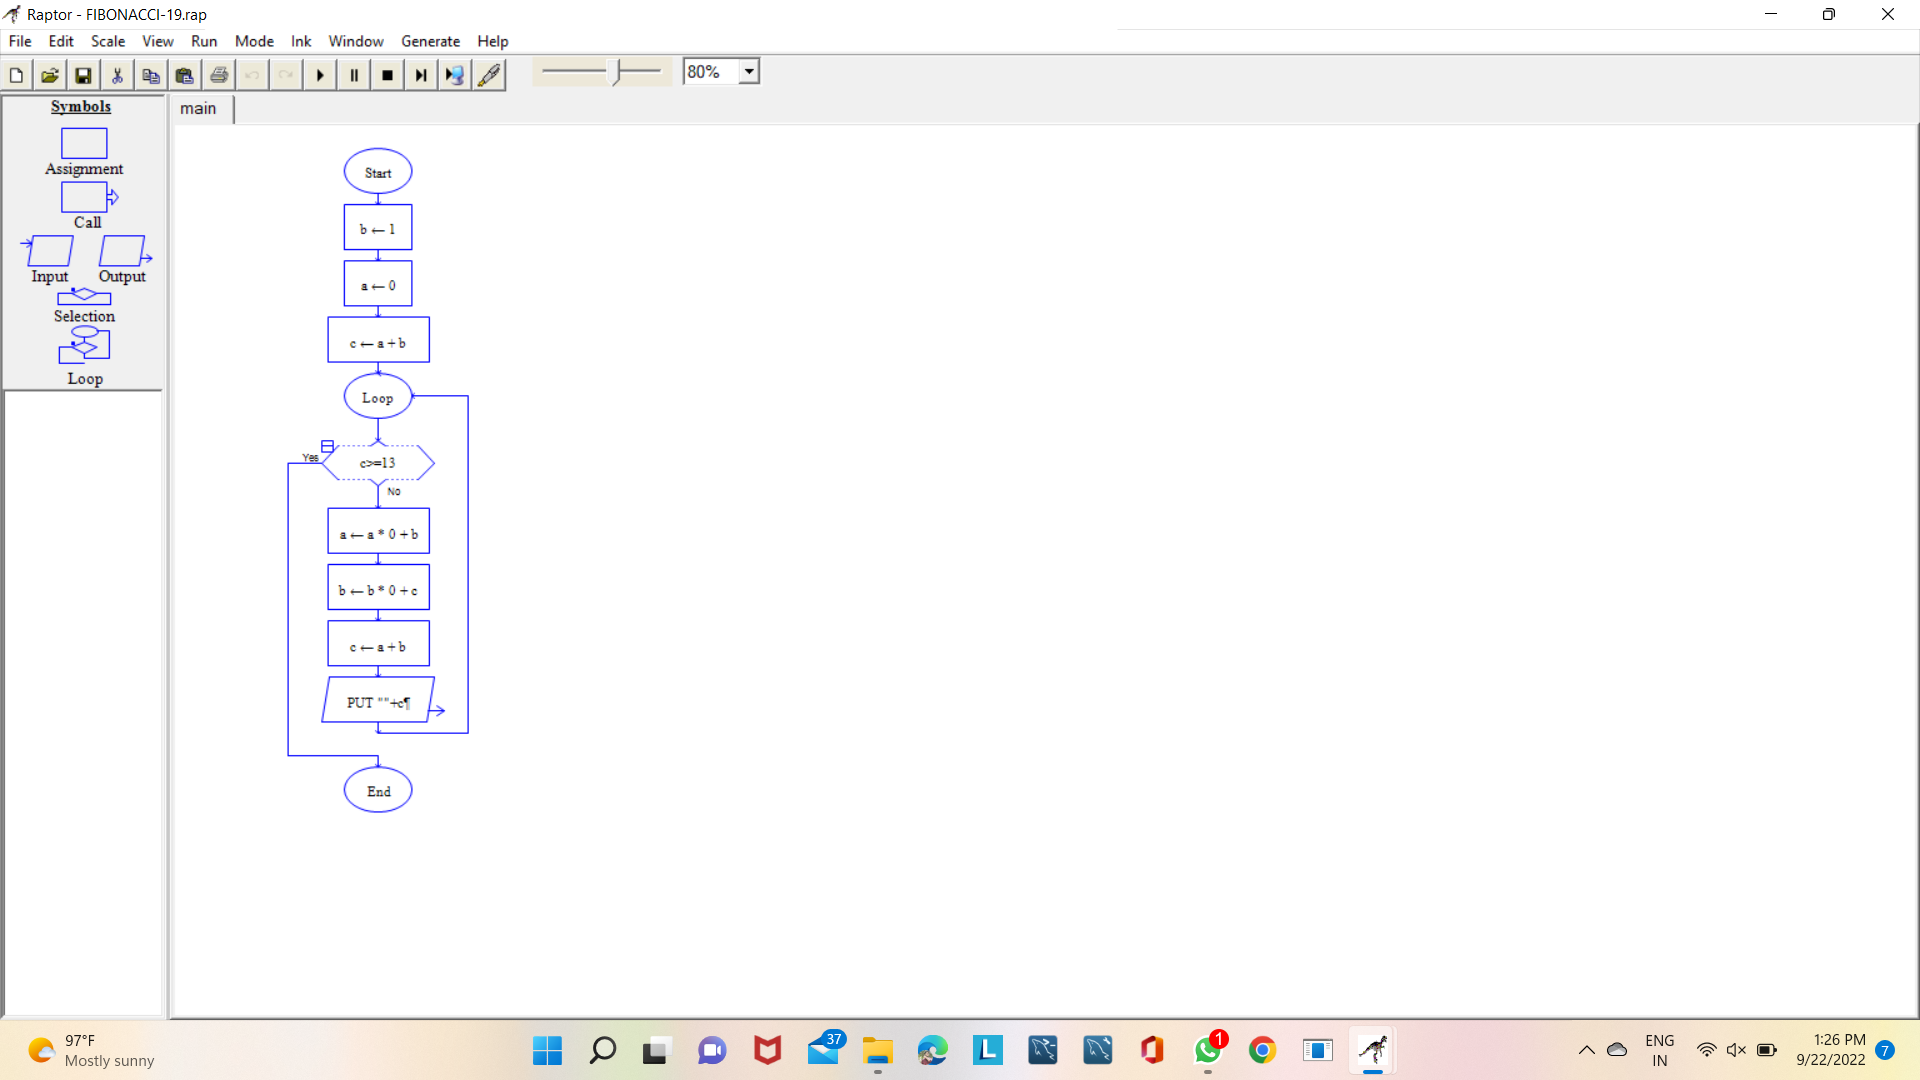 Raptor - FIBONACCI-19.rap
File Edit Scale View Run Mode Ink Window Generate Help
80%
Symbols
main
Assignment
Call
Input Output
Selection
Loop
Start
b ← 1
a ← 0
c ← a + b
Loop
Yes
c>=13
No
a ← a * 0 + b
b ← b * 0 + c
c ← a + b
PUT ""+c¶
End
97°F
Mostly sunny
37
L
1
ENG
IN
1:26 PM
9/22/2022
7